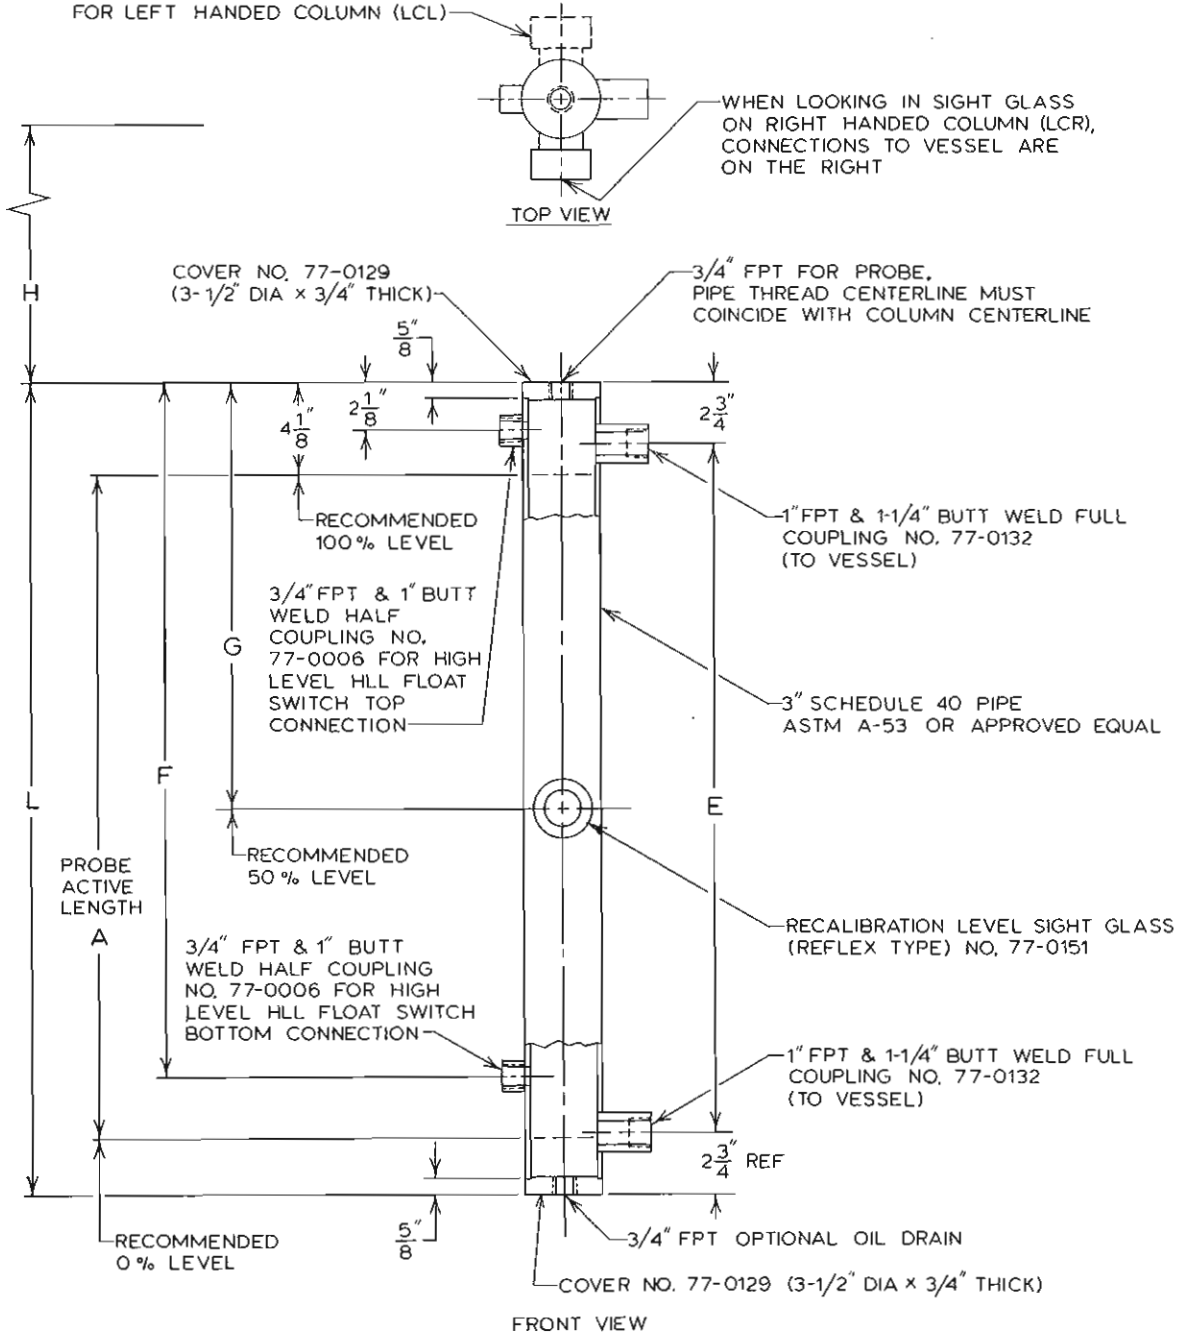 FOR LEFT HANDED COLUMN (LCL)
WHEN LOOKING IN SIGHT GLASS
ON RIGHT HANDED COLUMN (LCR),
CONNECTIONS TO VESSEL ARE
ON THE RIGHT
TOP VIEW
COVER NO. 77-0129
(3-1/2" DIA × 3/4" THICK)
3/4" FPT FOR PROBE.
PIPE THREAD CENTERLINE MUST
COINCIDE WITH COLUMN CENTERLINE
H
5/8"
2 1/8"
4 1/8"
2 3/4"
RECOMMENDED
100% LEVEL
1" FPT & 1-1/4" BUTT WELD FULL
COUPLING NO. 77-0132
(TO VESSEL)
3/4" FPT & 1" BUTT
WELD HALF
COUPLING NO.
77-0006 FOR HIGH
LEVEL HLL FLOAT
SWITCH TOP
CONNECTION
G
3" SCHEDULE 40 PIPE
ASTM A-53 OR APPROVED EQUAL
F
L
E
RECOMMENDED
50% LEVEL
PROBE
ACTIVE
LENGTH
A
RECALIBRATION LEVEL SIGHT GLASS
(REFLEX TYPE) NO. 77-0151
3/4" FPT & 1" BUTT
WELD HALF COUPLING
NO. 77-0006 FOR HIGH
LEVEL HLL FLOAT SWITCH
BOTTOM CONNECTION
1" FPT & 1-1/4" BUTT WELD FULL
COUPLING NO. 77-0132
(TO VESSEL)
2 3/4" REF
5/8"
RECOMMENDED
0% LEVEL
3/4" FPT OPTIONAL OIL DRAIN
COVER NO. 77-0129 (3-1/2" DIA × 3/4" THICK)
FRONT VIEW